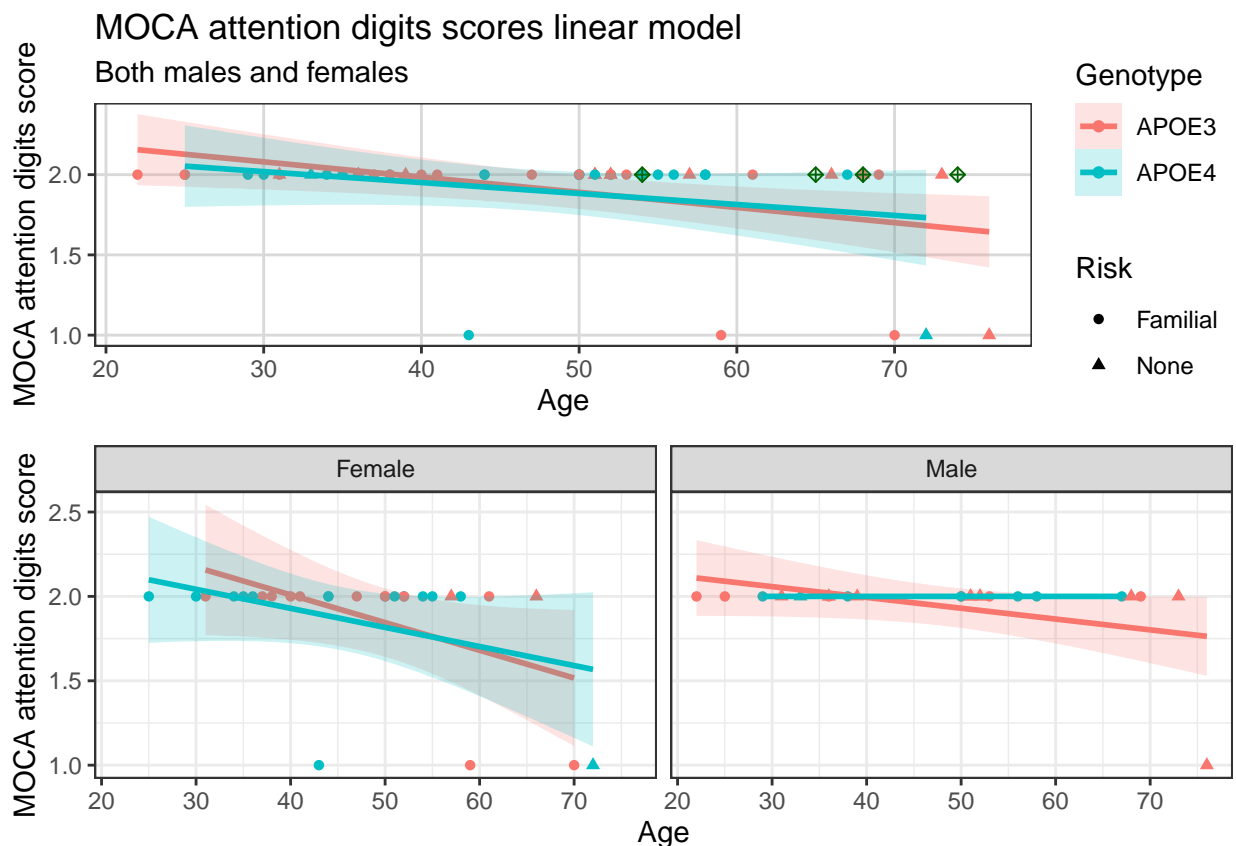 MOCA attention digits scores linear model
Both males and females
MOCA attention digits score
2.0
1.5
1.0
20 30 40 50 60 70
Age
Genotype
APOE3
APOE4
Risk
Familial
None
Female Male
MOCA attention digits score
2.5
2.0
1.5
1.0
20 30 40 50 60 70 20 30 40 50 60 70
Age